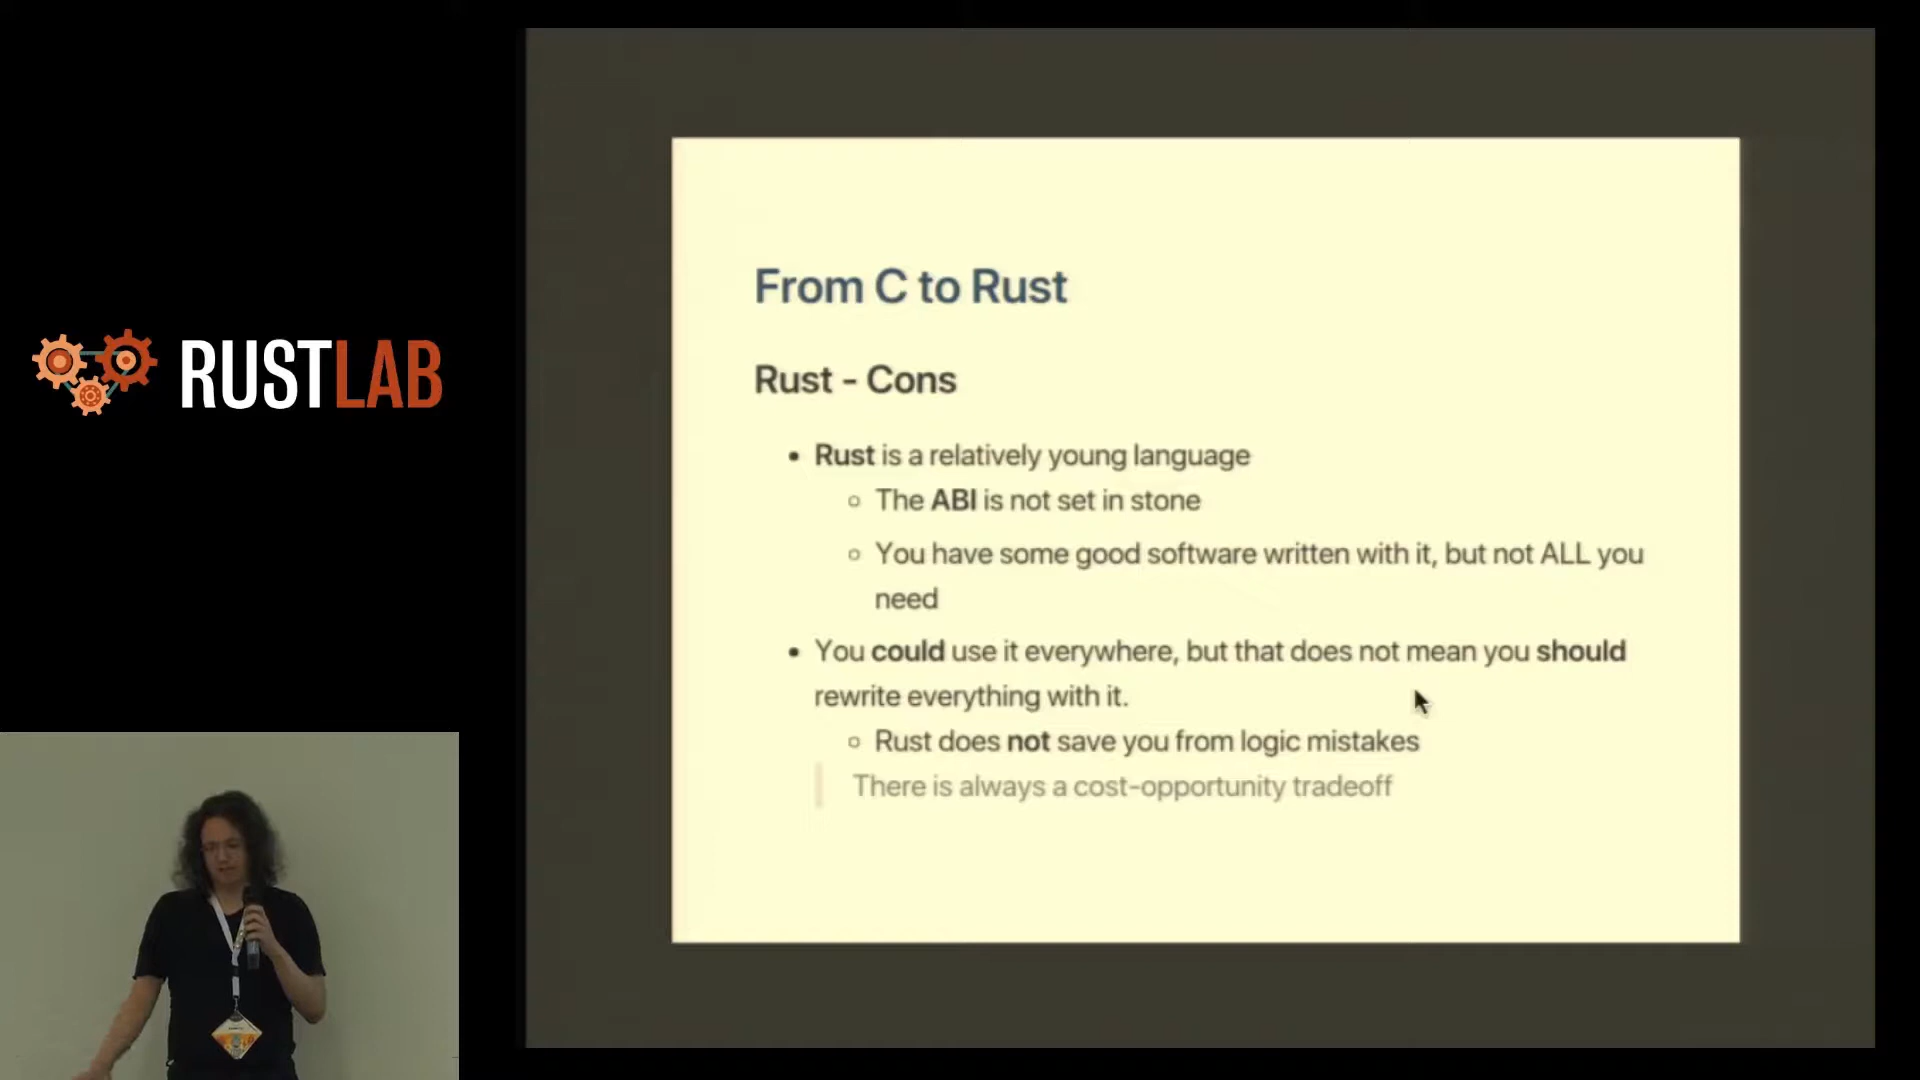 RUSTLAB
From C to Rust
Rust - Cons
• Rust is a relatively young language
◦ The ABI is not set in stone
◦ You have some good software written with it, but not ALL you
need
• You could use it everywhere, but that does not mean you should
rewrite everything with it.
◦ Rust does not save you from logic mistakes
There is always a cost-opportunity tradeoff